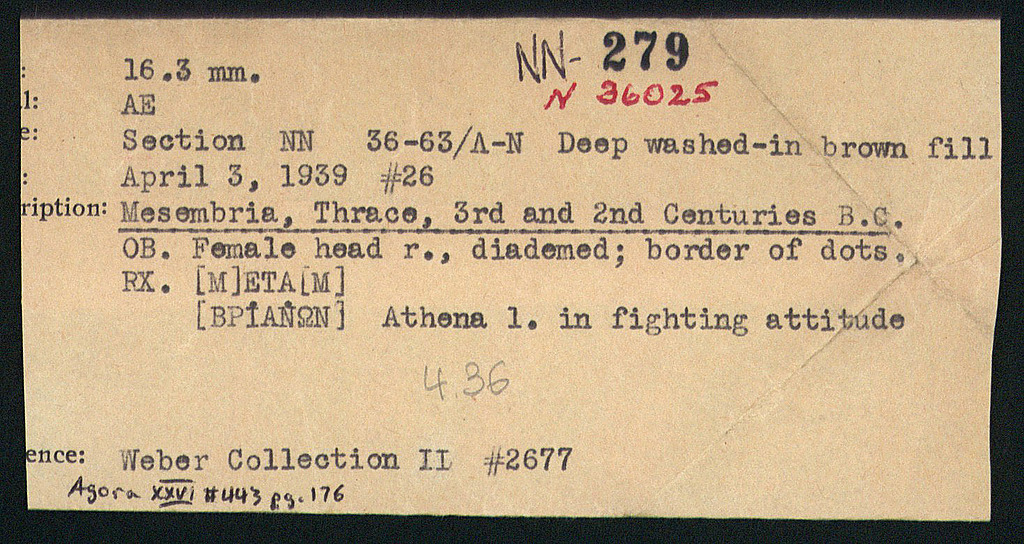 NN- 279
N 36025
: 16.3 mm.
l: AE
e: Section NN 36-63/Λ-N Deep washed-in brown fill
: April 3, 1939 #26
ription: Mesembria, Thrace, 3rd and 2nd Centuries B.C.
OB. Female head r., diademed; border of dots.
RX. [M]ETA[M]
[BPIANΩN] Athena l. in fighting attitude
4.36
ence: Weber Collection II #2677
Agora XXVI #443 pg. 176